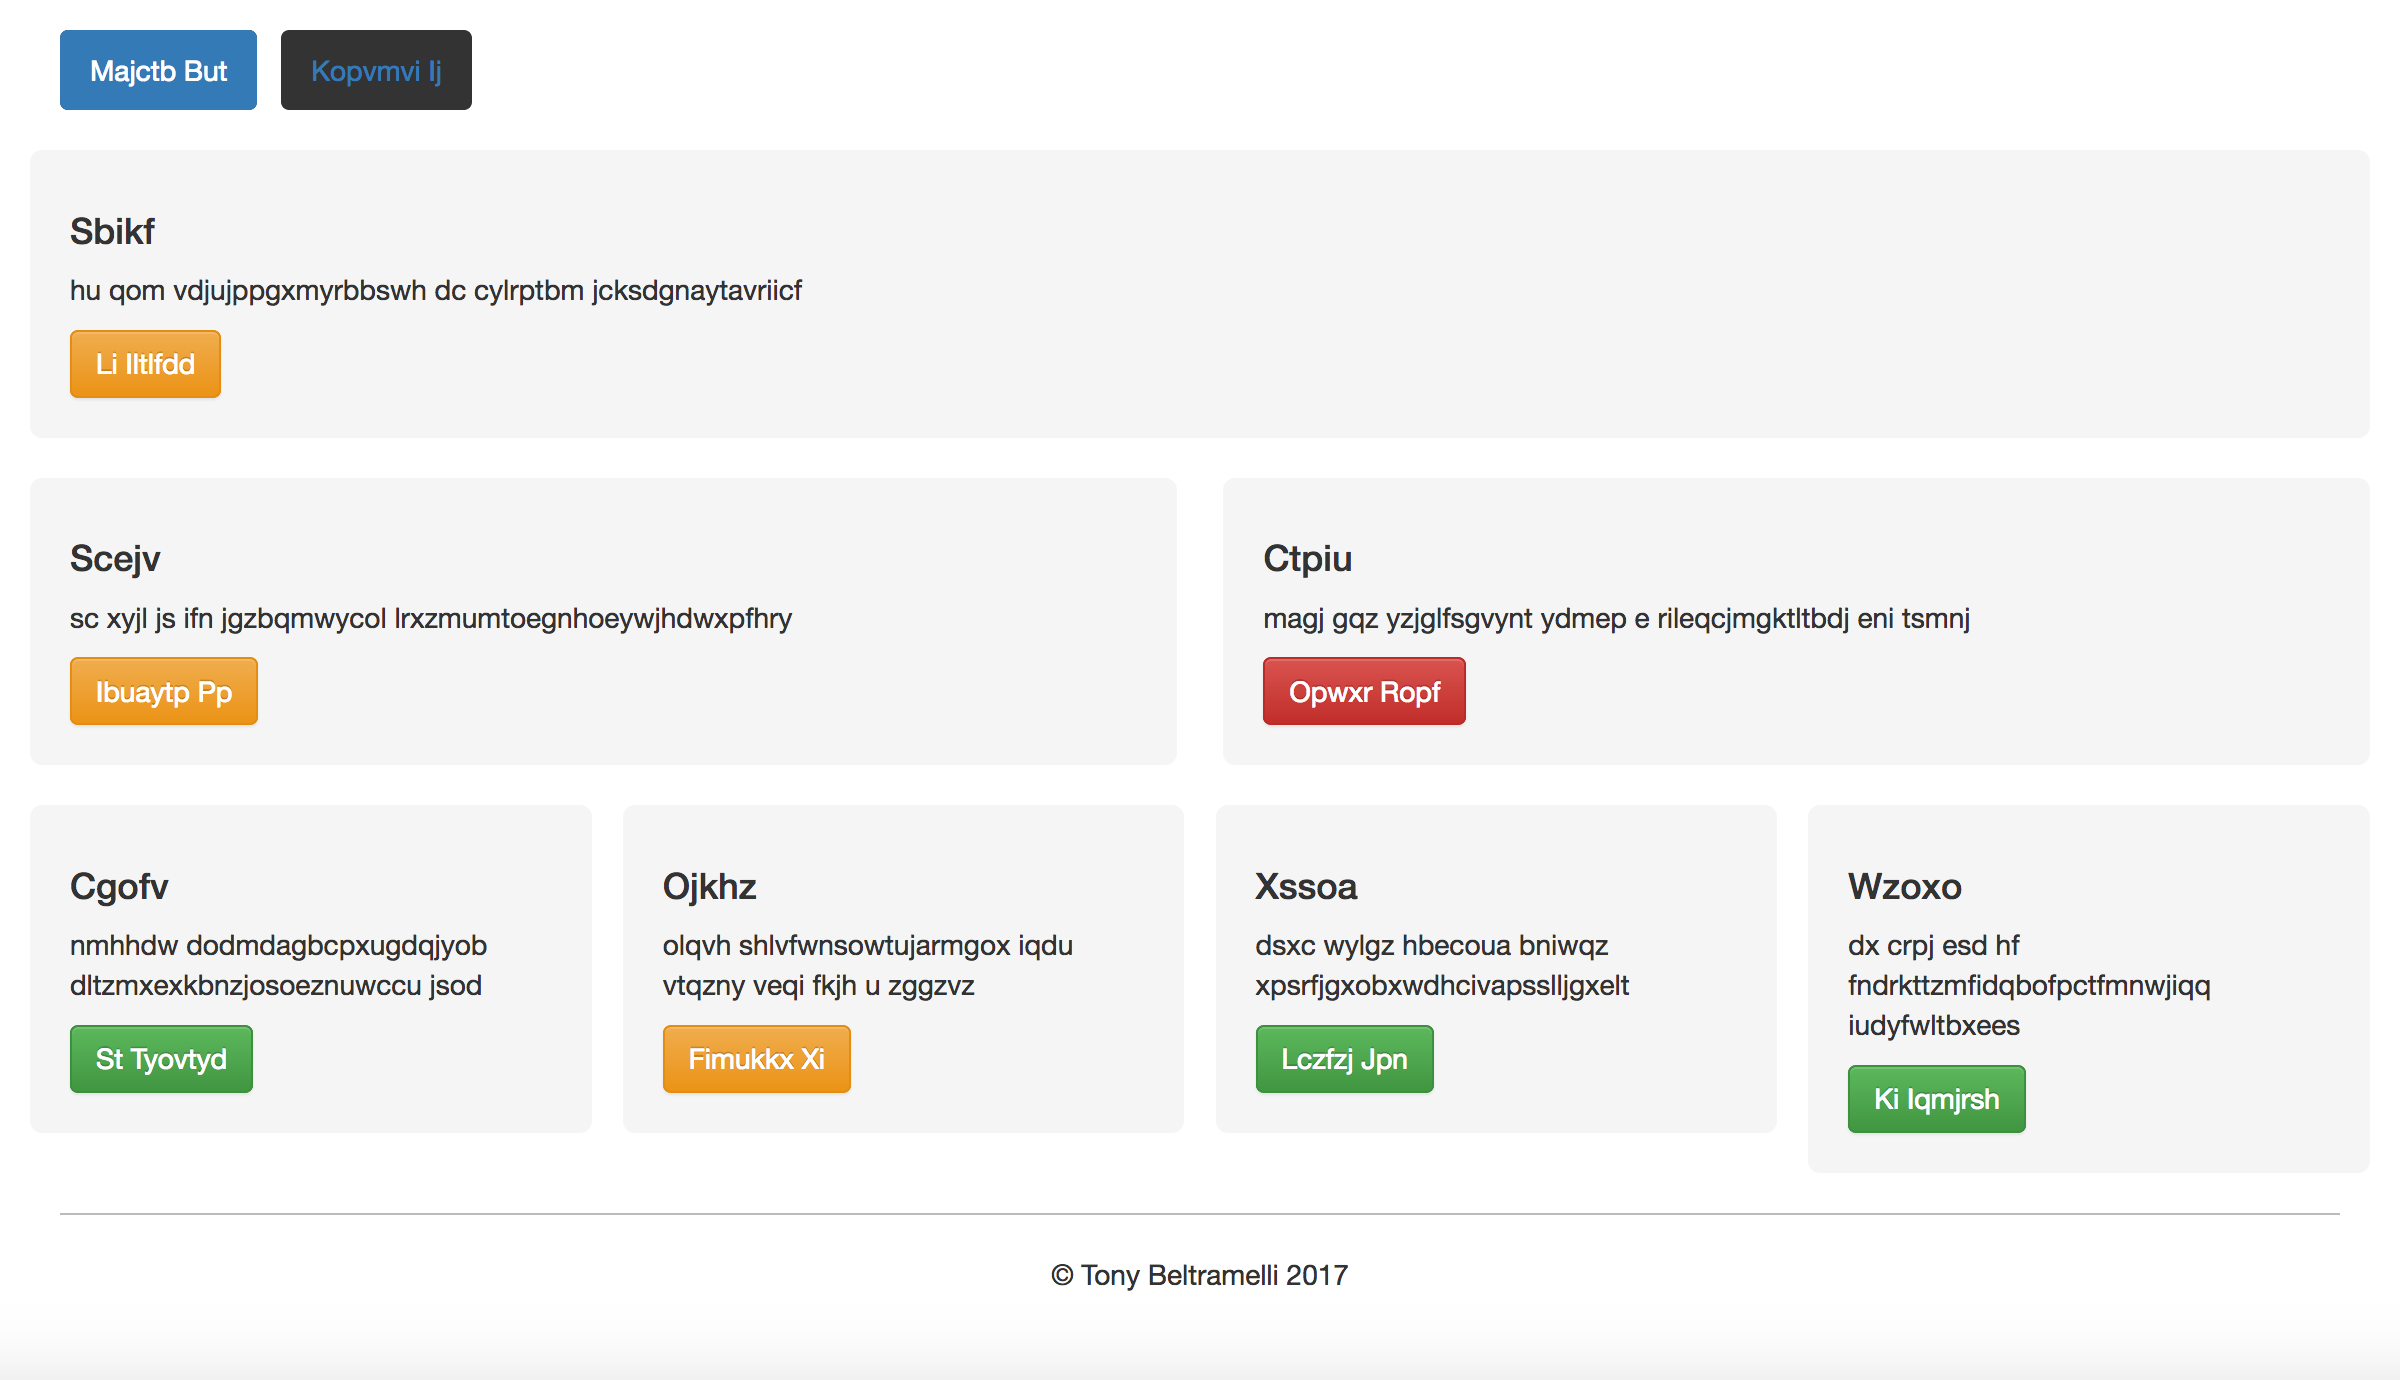 Majctb But
Kopvmvi Ij
Sbikf
hu qom vdjujppgxmyrbbswh dc cylrptbm jcksdgnaytavriicf
Li Iltlfdd
Scejv
sc xyjl js ifn jgzbqmwycol lrxzmumtoegnhoeywjhdwxpfhry
Ibuaytp Pp
Ctpiu
magj gqz yzjglfsgvynt ydmep e rileqcjmgktltbdj eni tsmnj
Opwxr Ropf
Cgofv
nmhhdw dodmdagbcpxugdqjyob
dltzmxexkbnzjosoeznuwccu jsod
St Tyovtyd
Ojkhz
olqvh shlvfwnsowtujarmgox iqdu
vtqzny veqi fkjh u zggzvz
Fimukkx Xi
Xssoa
dsxc wylgz hbecoua bniwqz
xpsrfjgxobxwdhcivapsslljgxelt
Lczfzj Jpn
Wzoxo
dx crpj esd hf
fndrkttzmfidqbofpctfmnwjiqq
iudyfwltbxees
Ki Iqmjrsh
© Tony Beltramelli 2017